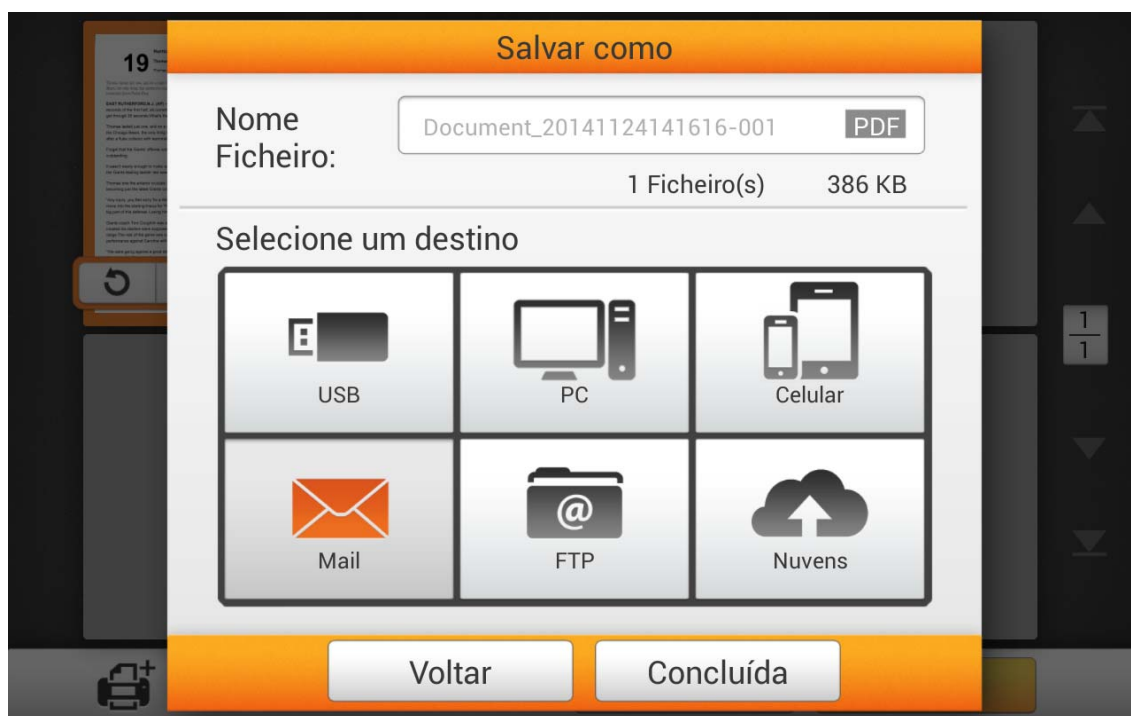 Salvar como
19
Nome
Ficheiro:
Document_20141124141616-001 PDF
1 Ficheiro(s) 386 KB
Selecione um destino
USB
PC
Celular
1
1
Mail
@
FTP
Nuvens
Voltar
Concluída